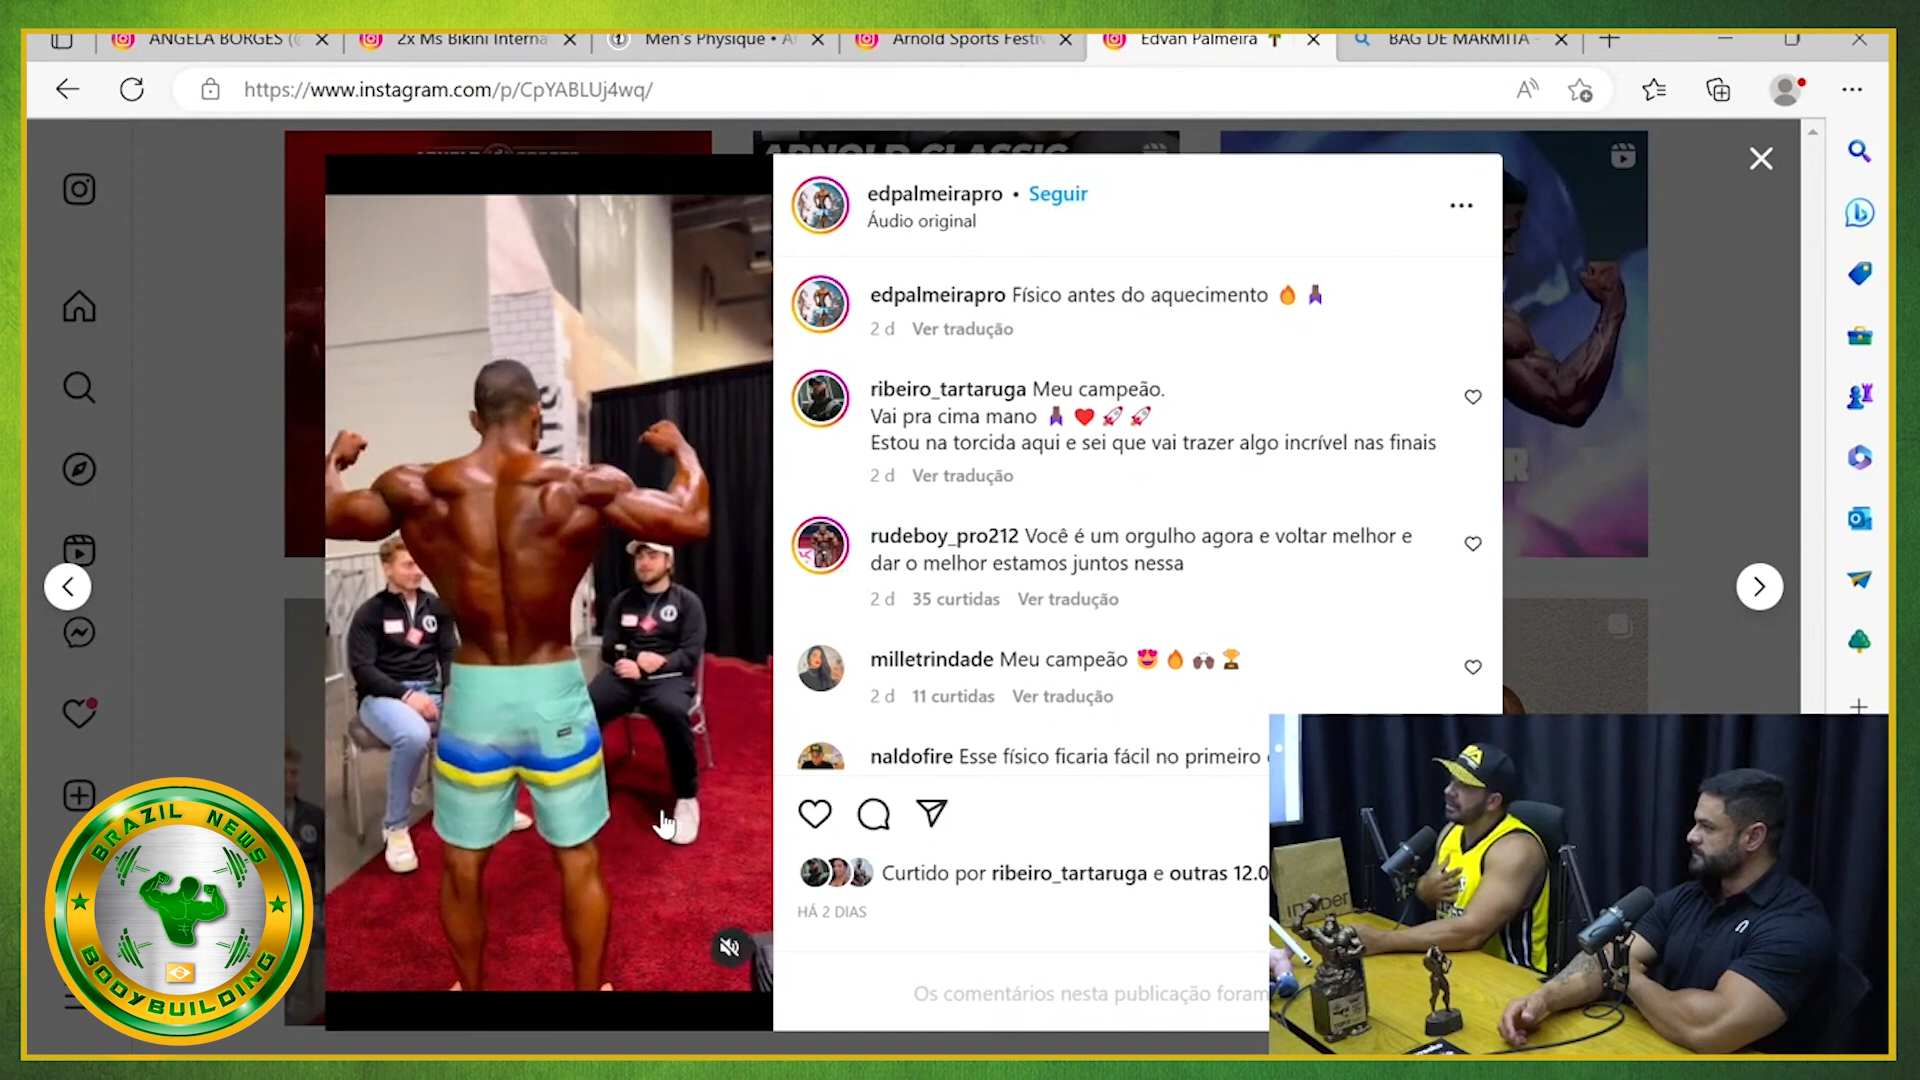 ANGELA BORGES (
2x Ms Bikini Interna
Men's Physique •
Arnold Sports Festiv
Edvan Palmeira
BAG DE MARMITA -
https://www.instagram.com/p/CpYABLUj4wq/
ARNOLD CLASSIC
edpalmeirapro • Seguir
Áudio original
edpalmeirapro Físico antes do aquecimento 🔥
2 d Ver tradução
ribeiro_tartaruga Meu campeão.
Vai pra cima mano ❤️ 🚀 🚀
Estou na torcida aqui e sei que vai trazer algo incrível nas finais
2 d Ver tradução
rudeboy_pro212 Você é um orgulho agora e voltar melhor e
dar o melhor estamos juntos nessa
2 d 35 curtidas Ver tradução
milletrindade Meu campeão 😍 🔥 🙌🏿 🏆
2 d 11 curtidas Ver tradução
naldofire Esse físico ficaria fácil no primeiro
Curtido por ribeiro_tartaruga e outras 12.0
HÁ 2 DIAS
Os comentários nesta publicação foram
BRAZIL NEWS
BODYBUILDING